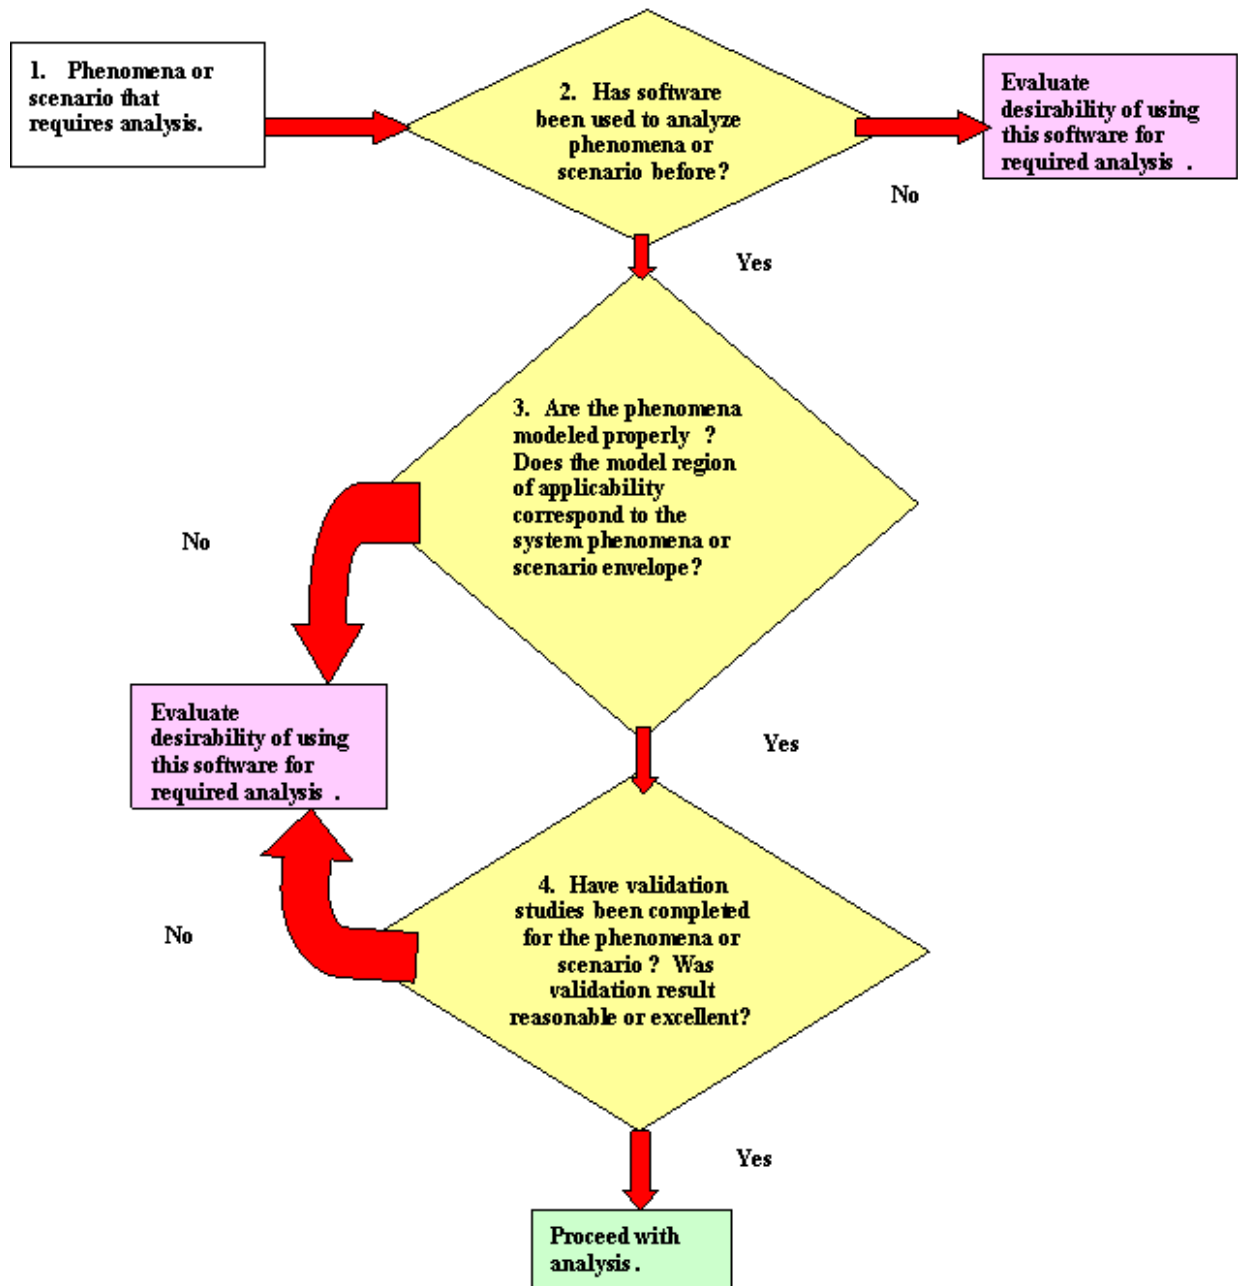 1. Phenomena or
scenario that
requires analysis.
2. Has software
been used to analyze
phenomena or
scenario before?
Evaluate
desirability of using
this software for
required analysis .
No
Yes
3. Are the phenomena
modeled properly ?
Does the model region
of applicability
correspond to the
system phenomena or
scenario envelope?
No
Evaluate
desirability of using
this software for
required analysis .
Yes
4. Have validation
studies been completed
for the phenomena or
scenario ? Was
validation result
reasonable or excellent?
No
Yes
Proceed with
analysis .